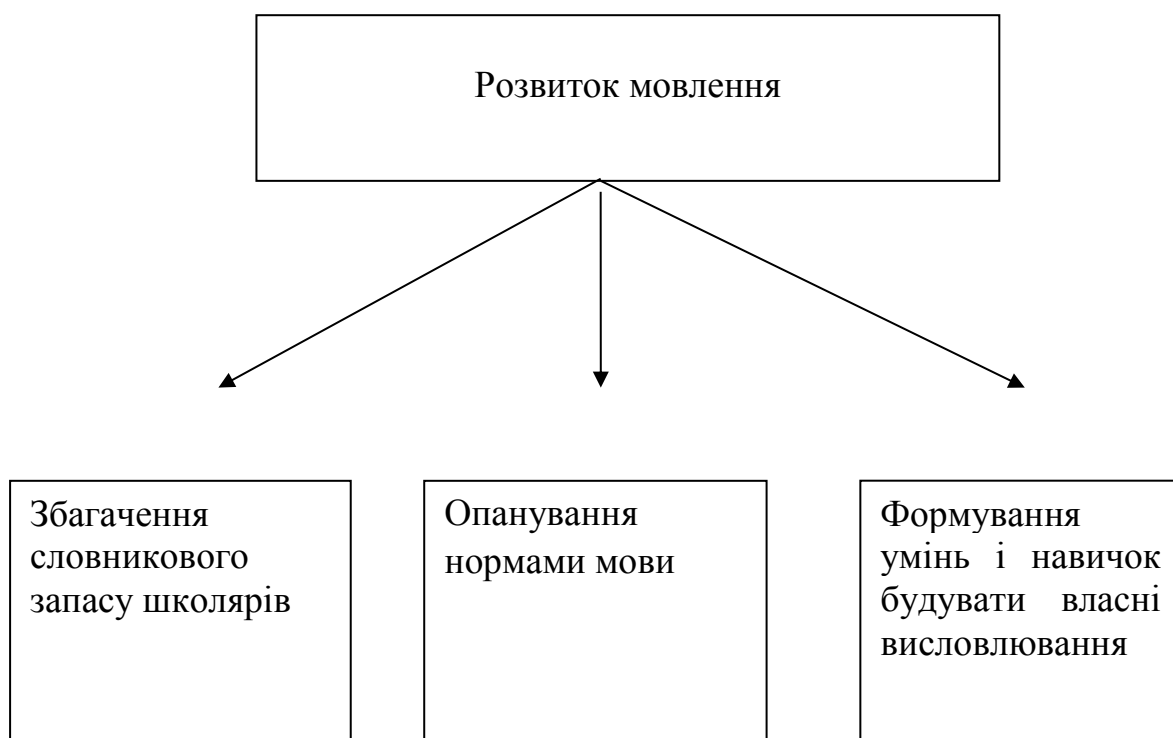 Розвиток мовлення
Збагачення
словникового
запасу школярів
Опанування
нормами мови
Формування
умінь і навичок
будувати власні
висловлювання